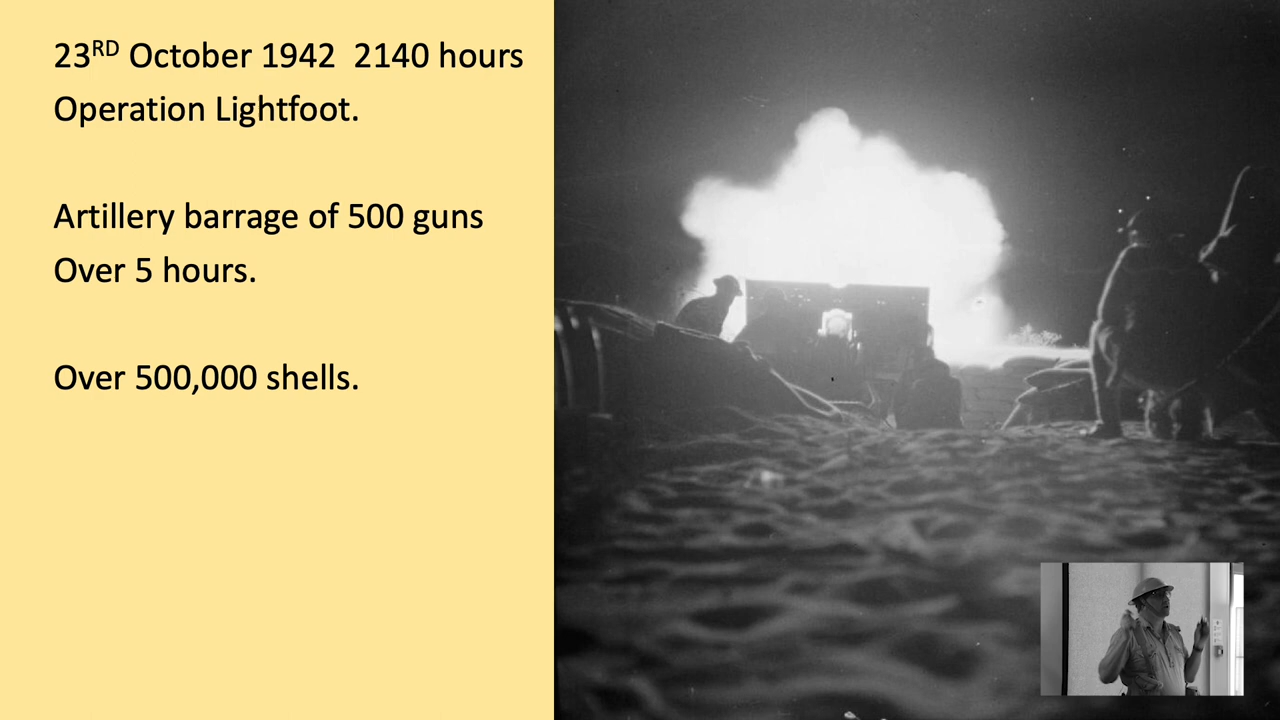 23RD October 1942 2140 hours
Operation Lightfoot.
Artillery barrage of 500 guns
Over 5 hours.
Over 500,000 shells.